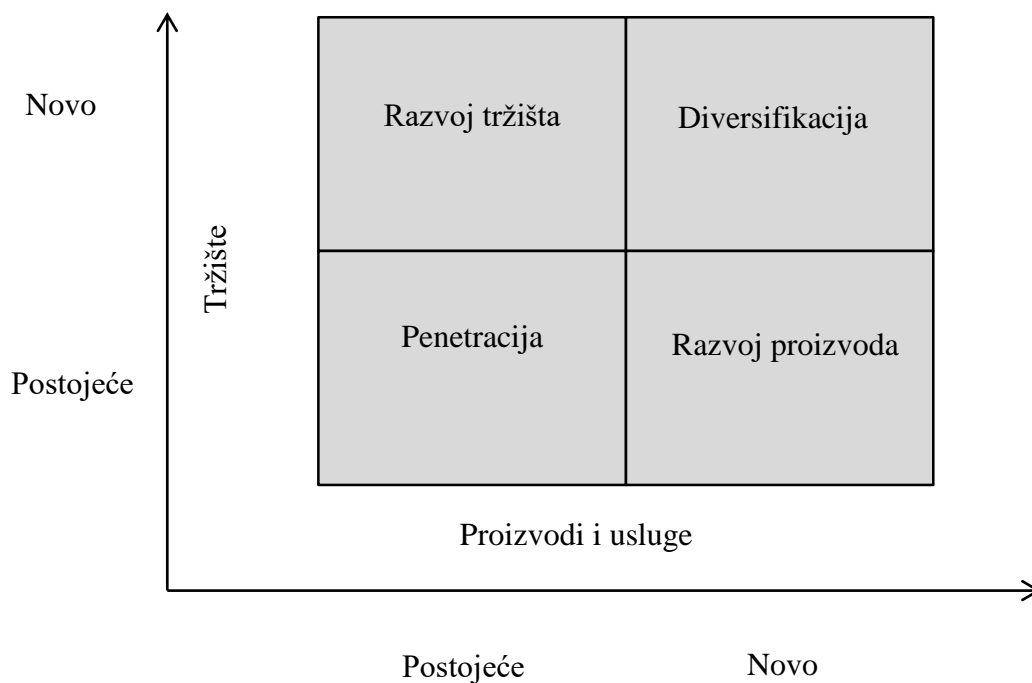 Novo
Razvoj tržišta
Diversifikacija
Tržište
Penetracija
Razvoj proizvoda
Postojeće
Proizvodi i usluge
Postojeće
Novo